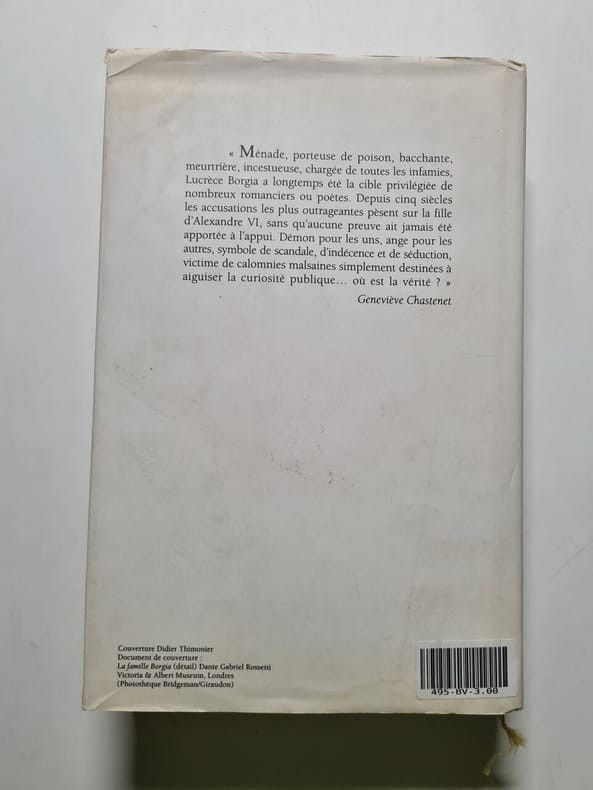 « Ménade, porteuse de poison, bacchante,
meurtrière, incestueuse, chargée de toutes les infamies,
Lucrèce Borgia a longtemps été la cible privilégiée de
nombreux romanciers ou poètes. Depuis cinq siècles
les accusations les plus outrageantes pèsent sur la fille
d'Alexandre VI, sans qu'aucune preuve ait jamais été
apportée à l'appui. Démon pour les uns, ange pour les
autres, symbole de scandale, d'indécence et de séduction,
victime de calomnies malsaines simplement destinées à
aiguiser la curiosité publique... où est la vérité ? »
Geneviève Chastenet
Couverture Didier Thimonier
Document de couverture :
La famille Borgia (détail) Dante Gabriel Rossetti
Victoria & Albert Museum, Londres
(Photothèque Bridgeman/Giraudon)
495-BV-3.00